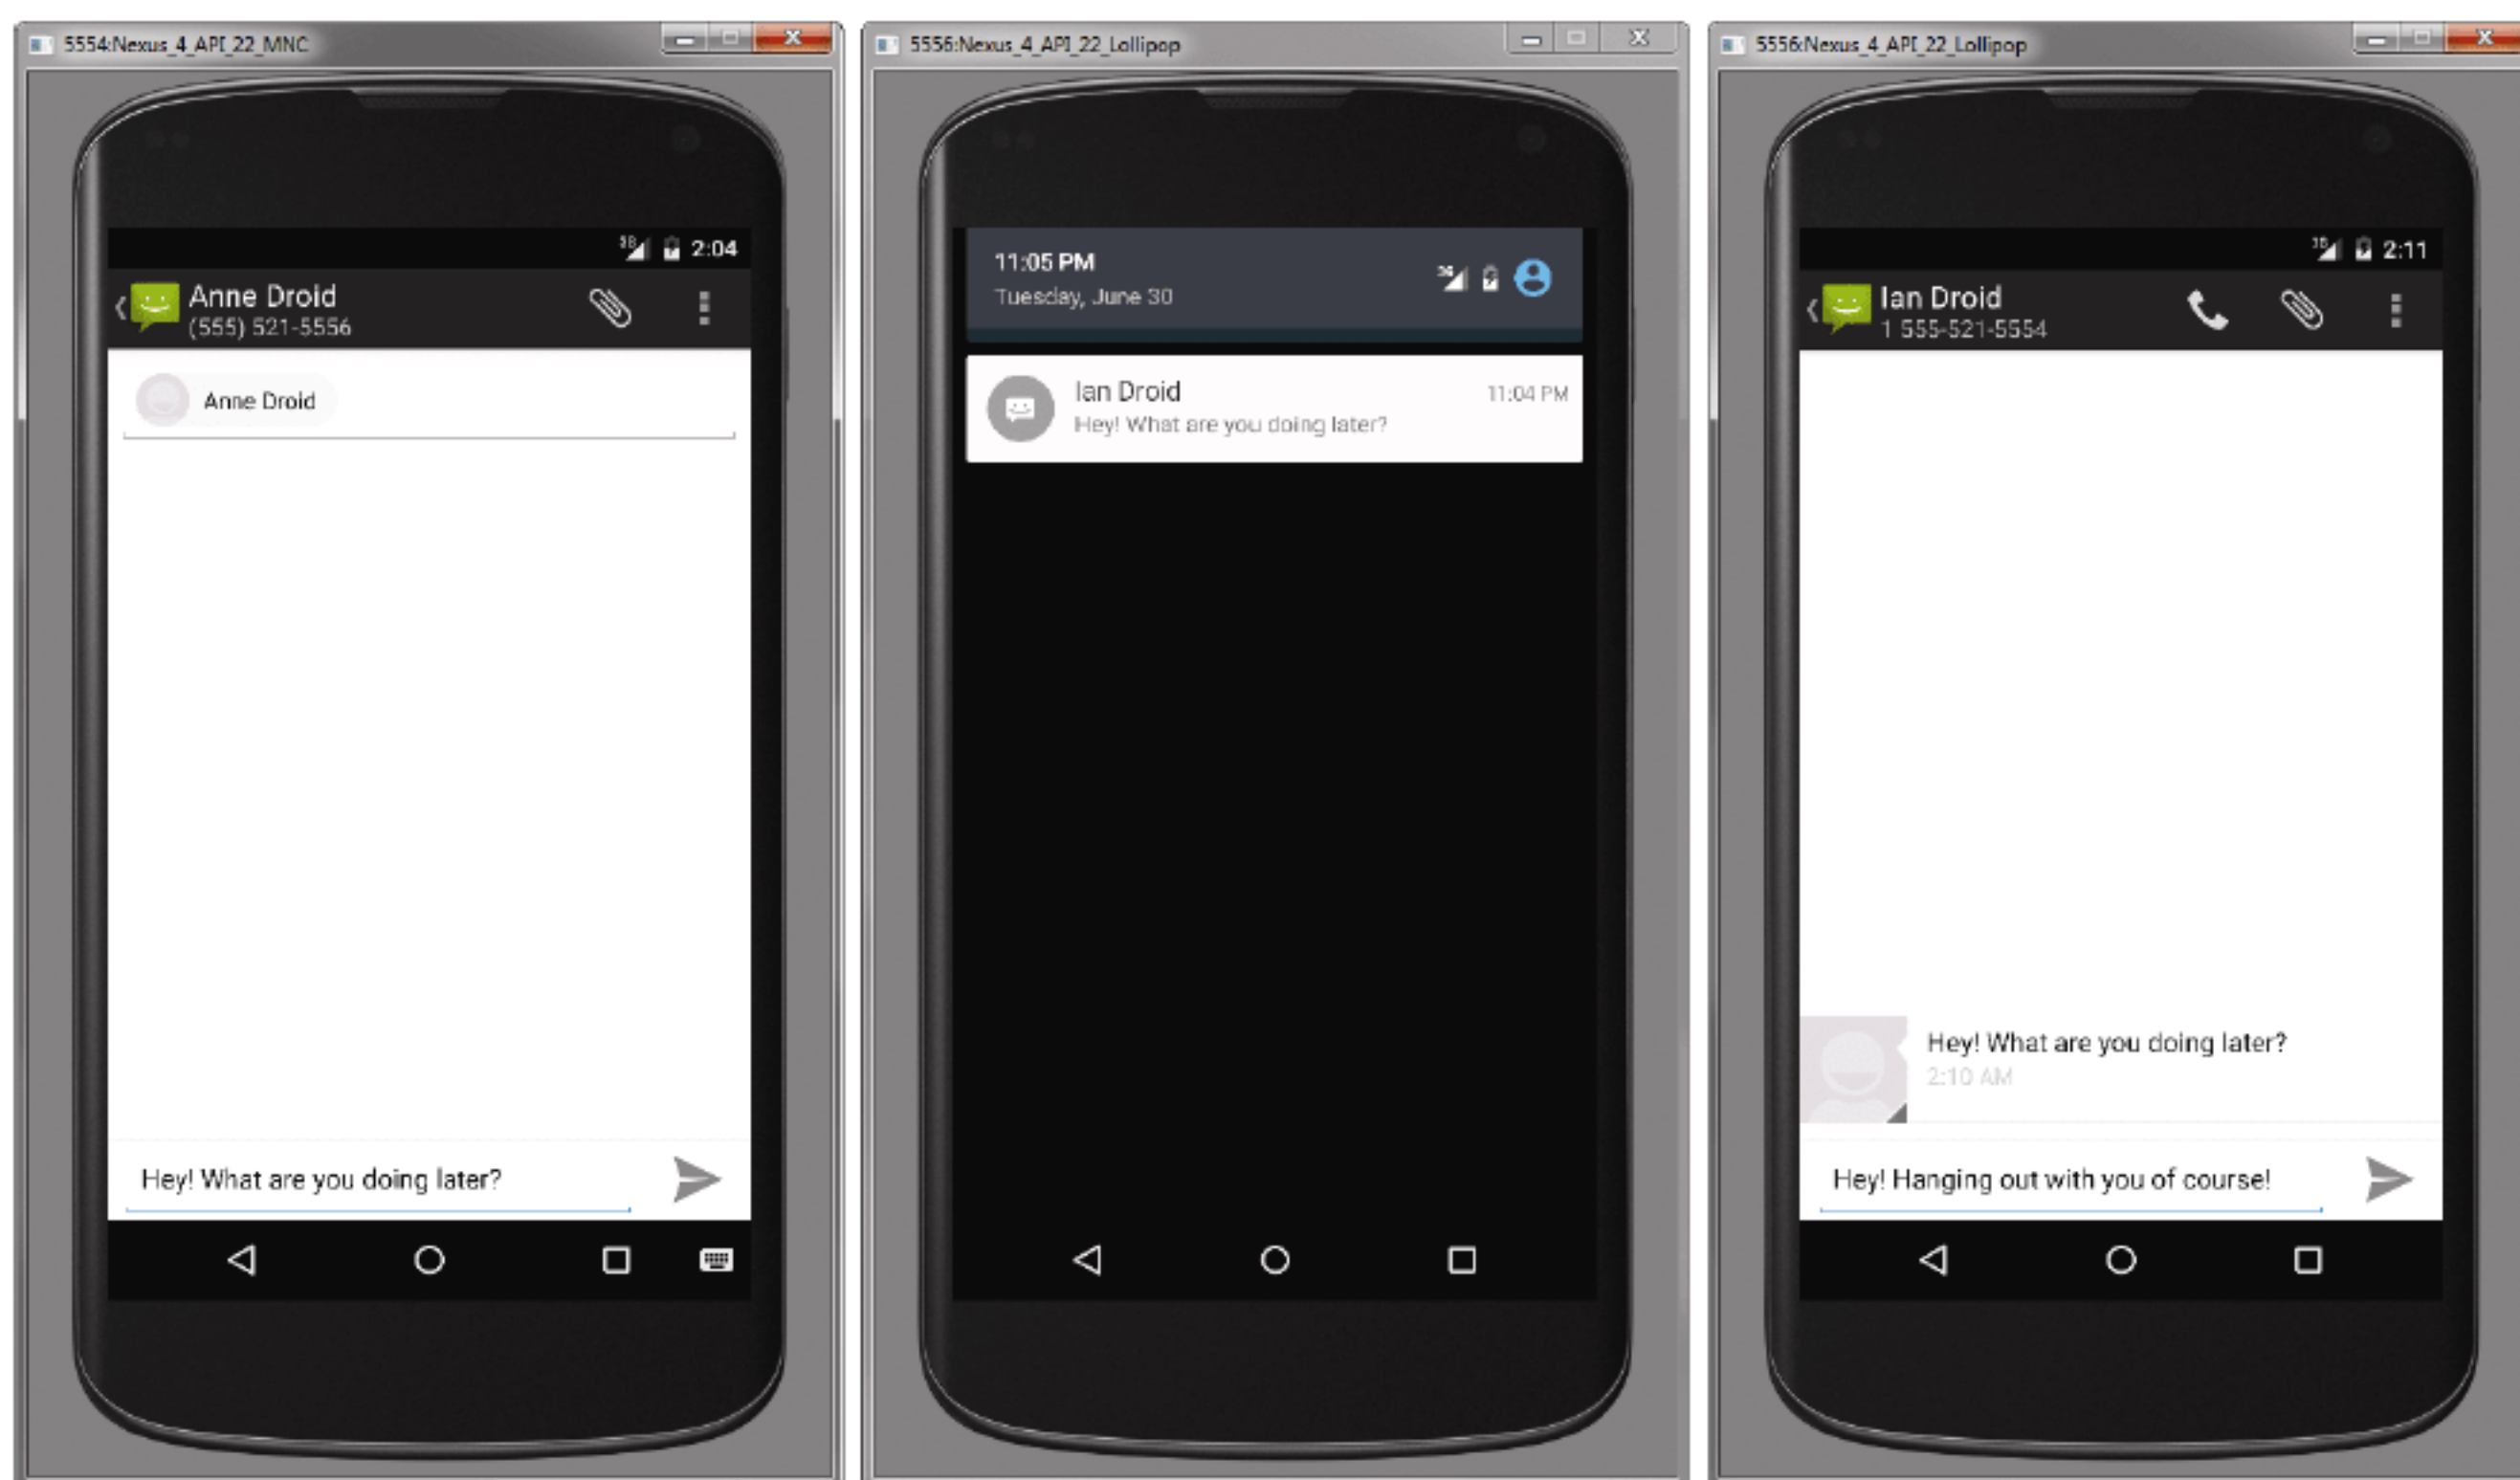 5554:Nexus_4_API_22_MNC
2:04
Anne Droid
(555) 521-5556
Anne Droid
Hey! What are you doing later?
5556:Nexus_4_API_22_Lollipop
11:05 PM
Tuesday, June 30
Ian Droid
11:04 PM
Hey! What are you doing later?
5556:Nexus_4_API_22_Lollipop
2:11
Ian Droid
1 555-521-5554
Hey! What are you doing later?
2:10 AM
Hey! Hanging out with you of course!